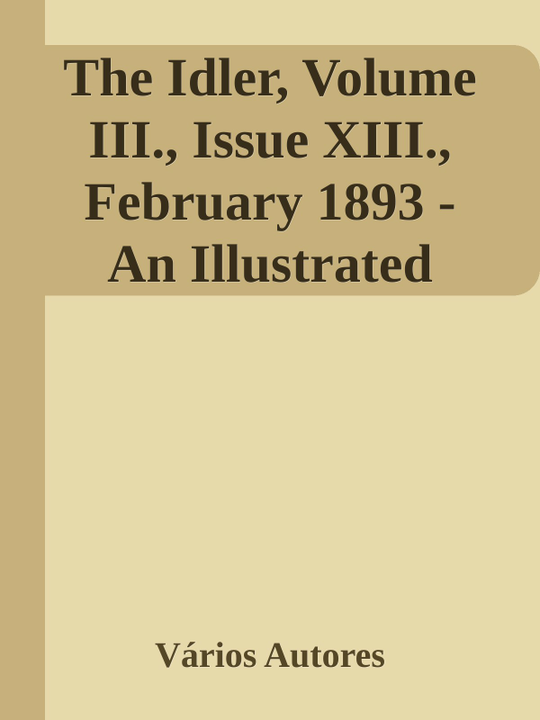 The Idler, Volume
III., Issue XIII.,
February 1893 -
An Illustrated
Vários Autores